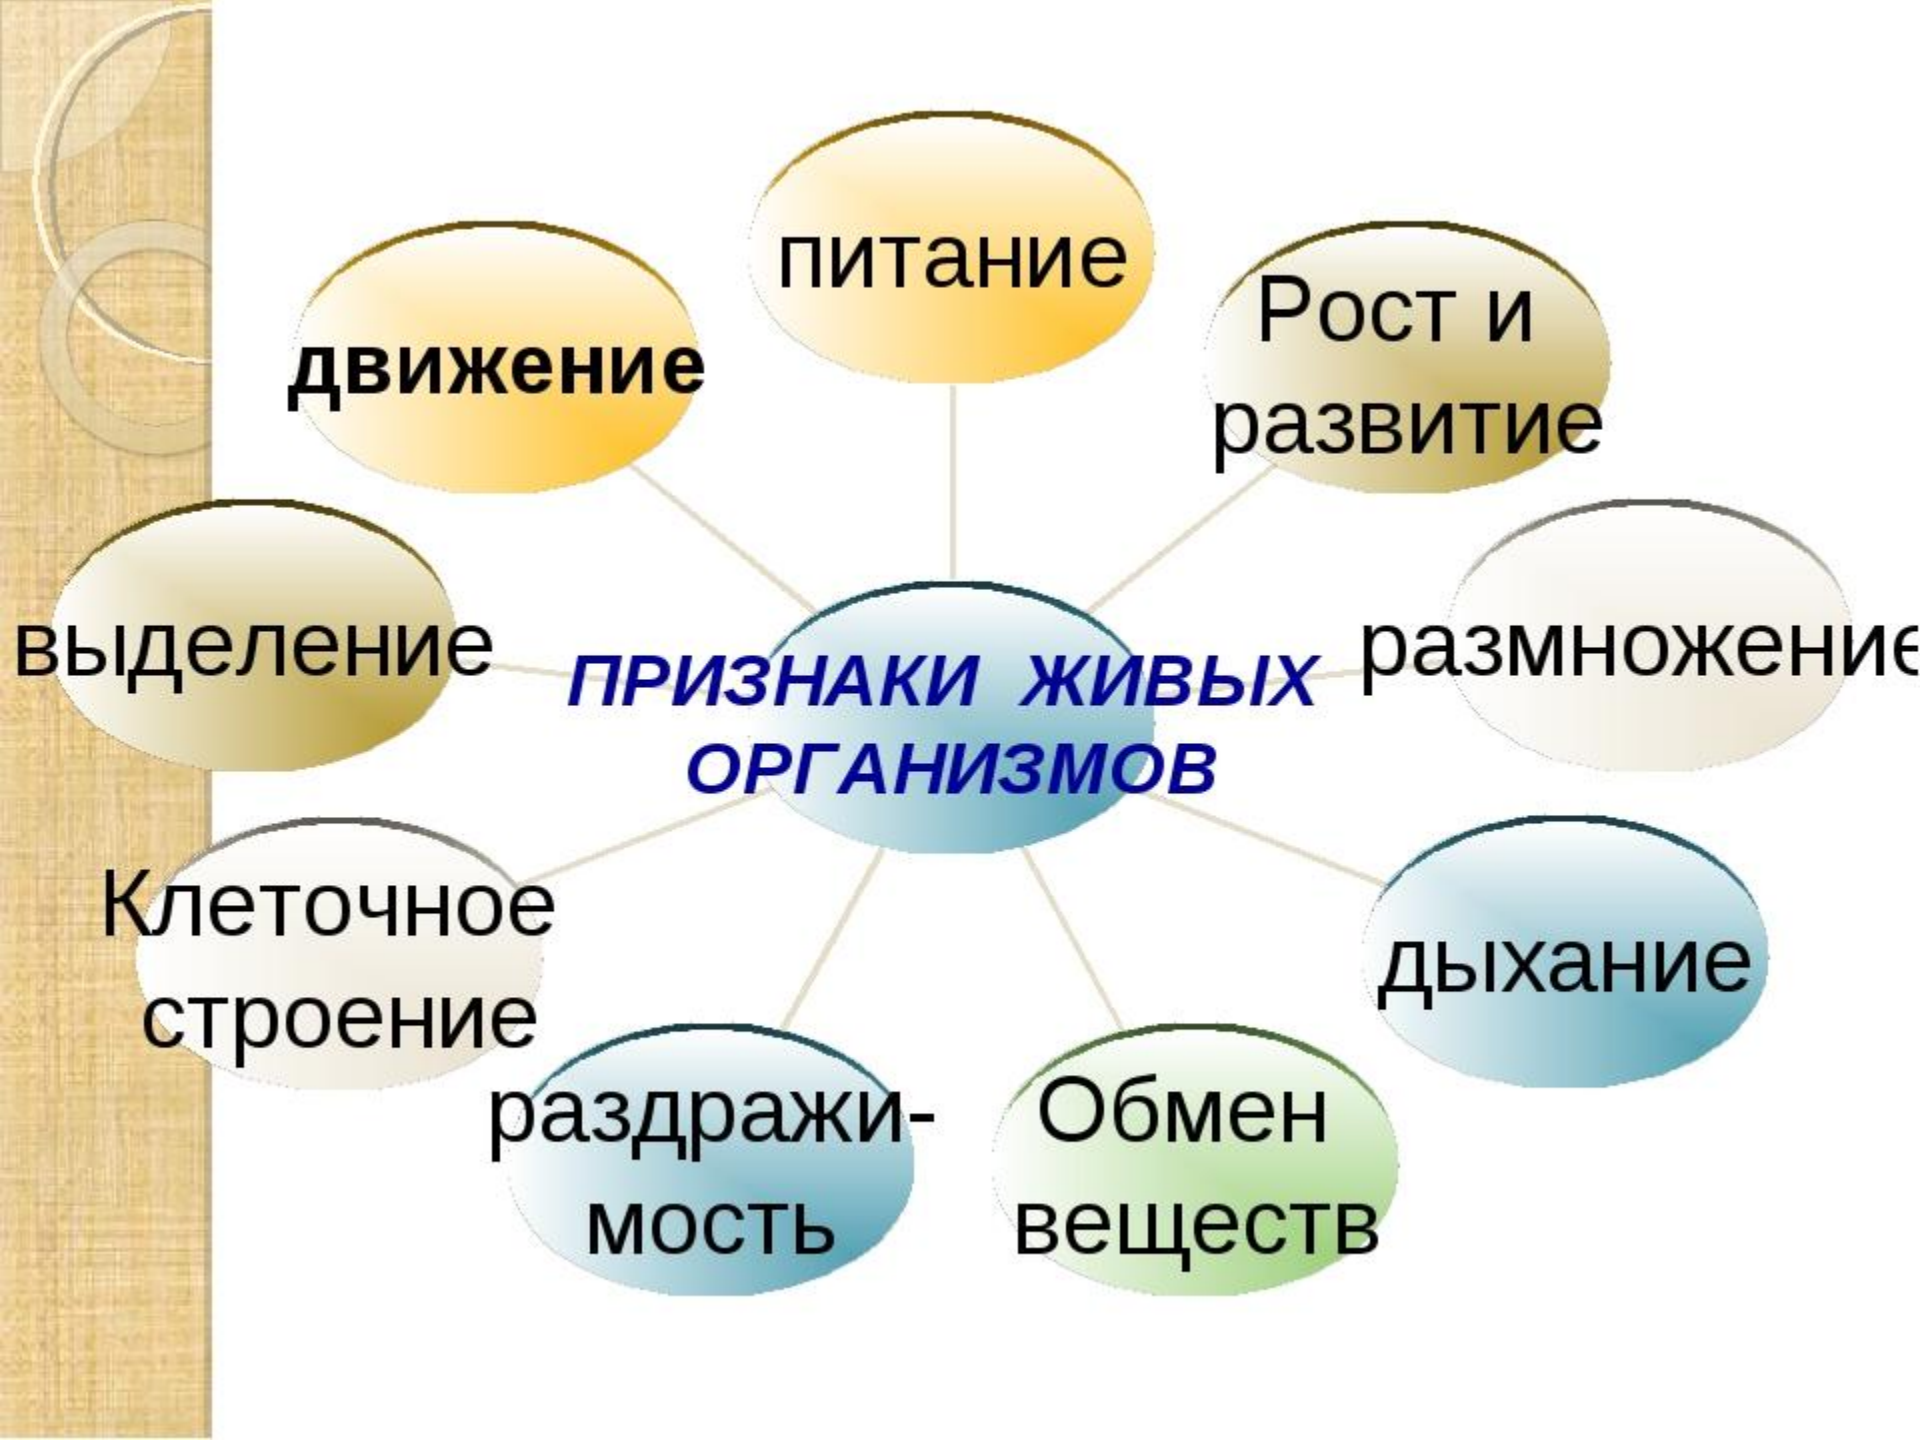 питание
движение
Рост и
развитие
выделение
размножение
ПРИЗНАКИ ЖИВЫХ
ОРГАНИЗМОВ
Клеточное
строение
дыхание
раздражи-
мость
Обмен
веществ